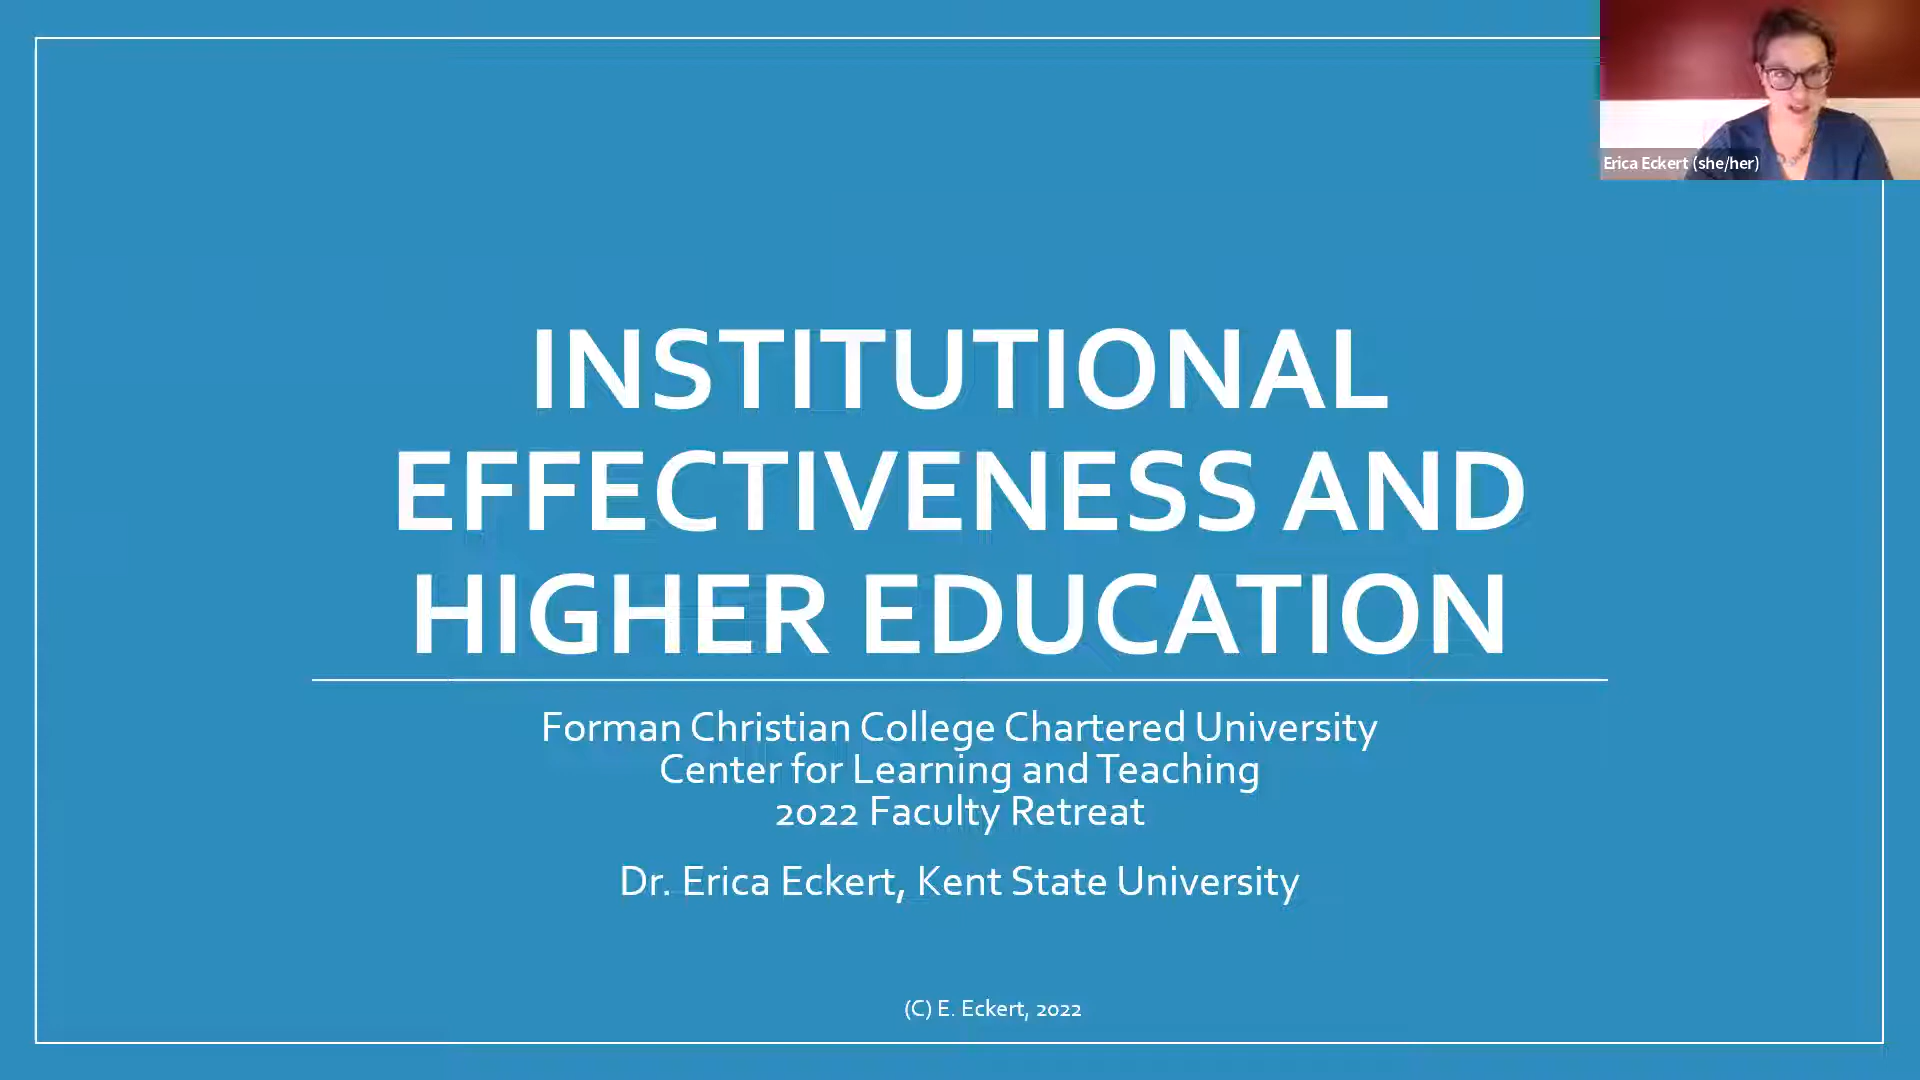 Erica Eckert (she/her)
INSTITUTIONAL
EFFECTIVENESS AND
HIGHER EDUCATION
Forman Christian College Chartered University
Center for Learning and Teaching
2022 Faculty Retreat
Dr. Erica Eckert, Kent State University
(C) E. Eckert, 2022